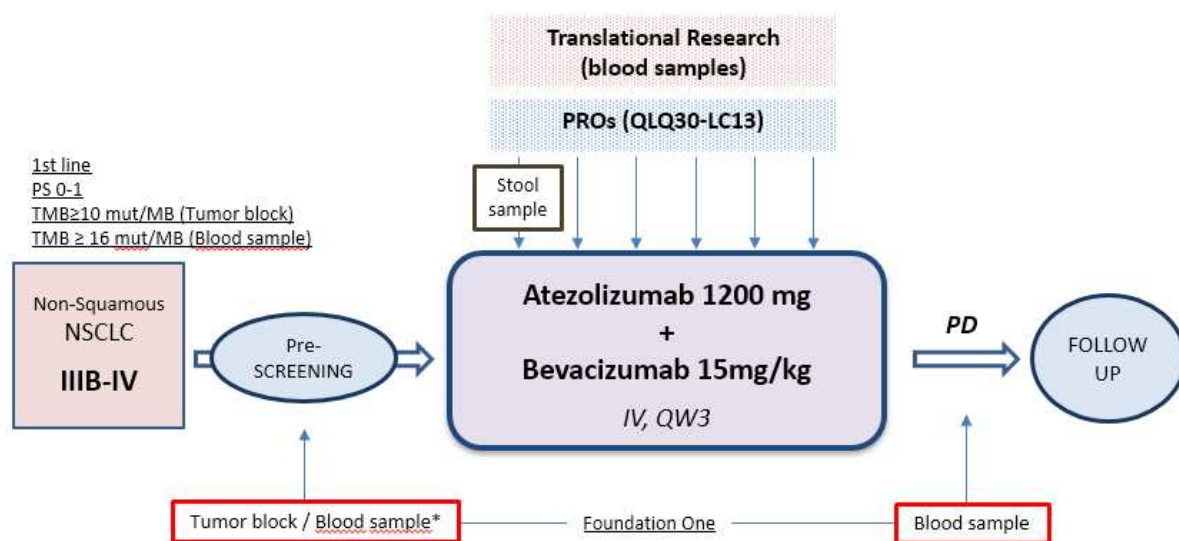 Translational Research
(blood samples)
PROs (QLQ30-LC13)
Stool
sample
1st line
PS 0-1
TMB≥10 mut/MB (Tumor block)
TMB ≥ 16 mut/MB (Blood sample)
Non-Squamous
NSCLC
IIIB-IV
Pre-
SCREENING
Atezolizumab 1200 mg
+
Bevacizumab 15mg/kg
IV, QW3
PD
FOLLOW
UP
Tumor block / Blood sample*
Foundation One
Blood sample